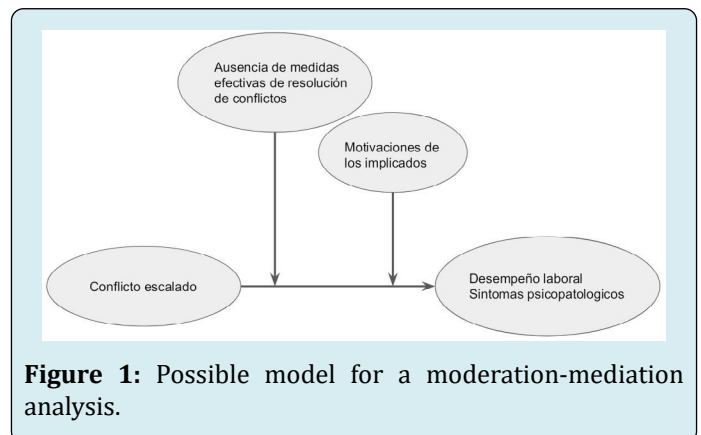 Ausencia de medidas
efectivas de resolución
de conflictos
Motivaciones de
los implicados
Conflicto escalado
Desempeño laboral
Sintomas psicopatologicos
Figure 1: Possible model for a moderation-mediation
analysis.